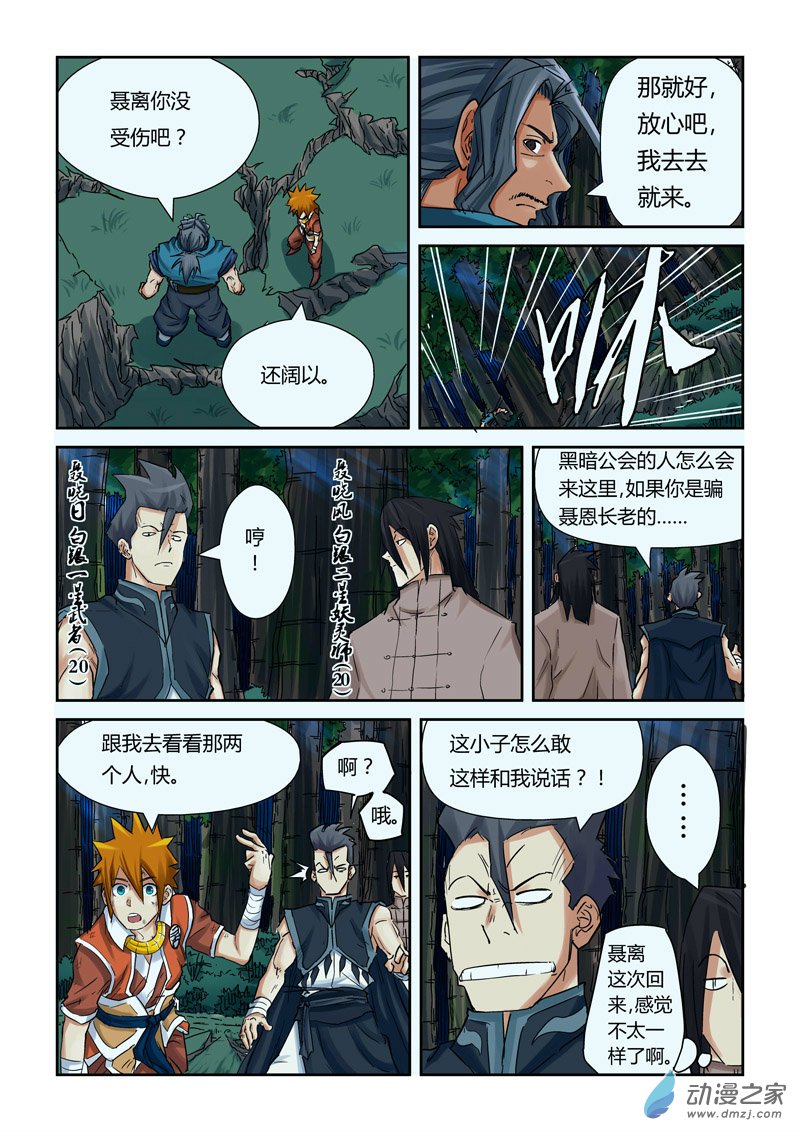 聂离你没
受伤吧？
还阔以。
那就好，
放心吧，
我去去
就来。
聂晓日 白银一星武者(20)
哼
！
聂晓风 白银二星妖灵师(20)
黑暗公会的人怎么会
来这里，如果你是骗
聂恩长老的……
跟我去看看那两
个人，快。
啊？
哦。
这小子怎么敢
这样和我说话？！
……
聂离
这次回
来，感觉
不太一
样了啊。
动漫之家
www.dmzj.com